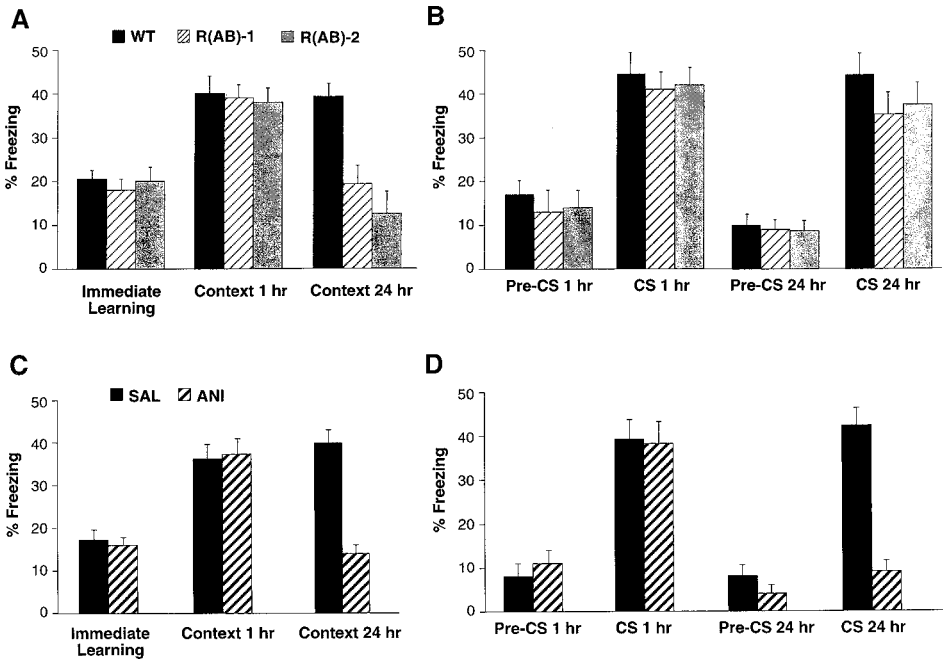 A
WT R(AB)-1 R(AB)-2
% Freezing
50
40
30
20
10
0
Immediate Learning
Context 1 hr
Context 24 hr
B
% Freezing
50
40
30
20
10
0
Pre-CS 1 hr
CS 1 hr
Pre-CS 24 hr
CS 24 hr
C
SAL ANI
% Freezing
50
40
30
20
10
0
Immediate Learning
Context 1 hr
Context 24 hr
D
% Freezing
50
40
30
20
10
0
Pre-CS 1 hr
CS 1 hr
Pre-CS 24 hr
CS 24 hr